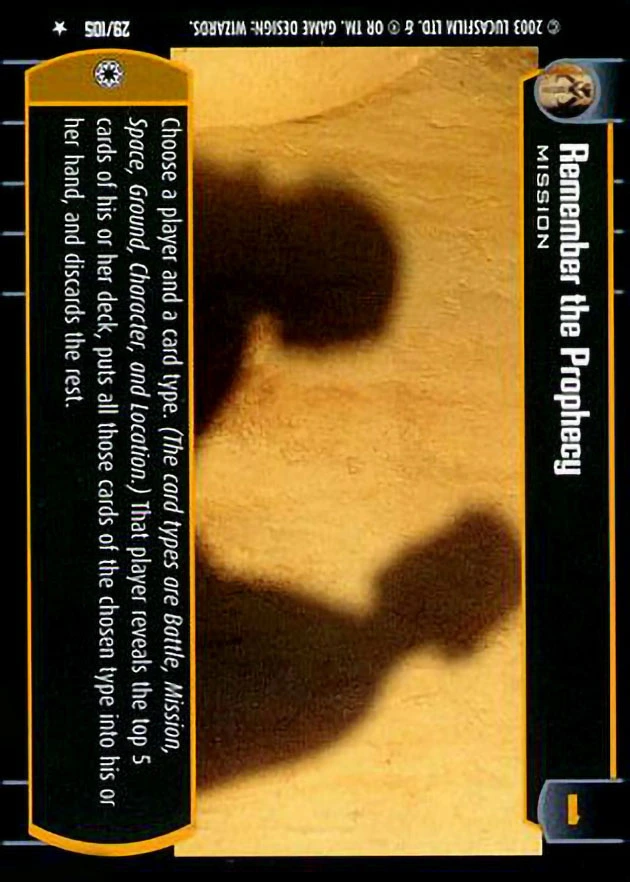 Remember the Prophecy
MISSION
1
Choose a player and a card type. (The card types are Battle, Mission,
Space, Ground, Character, and Location.) That player reveals the top 5
cards of his or her deck, puts all those cards of the chosen type into his or
her hand, and discards the rest.
© 2003 LUCASFILM LTD. & ® OR TM. GAME DESIGN: WIZARDS.
29/105 ★